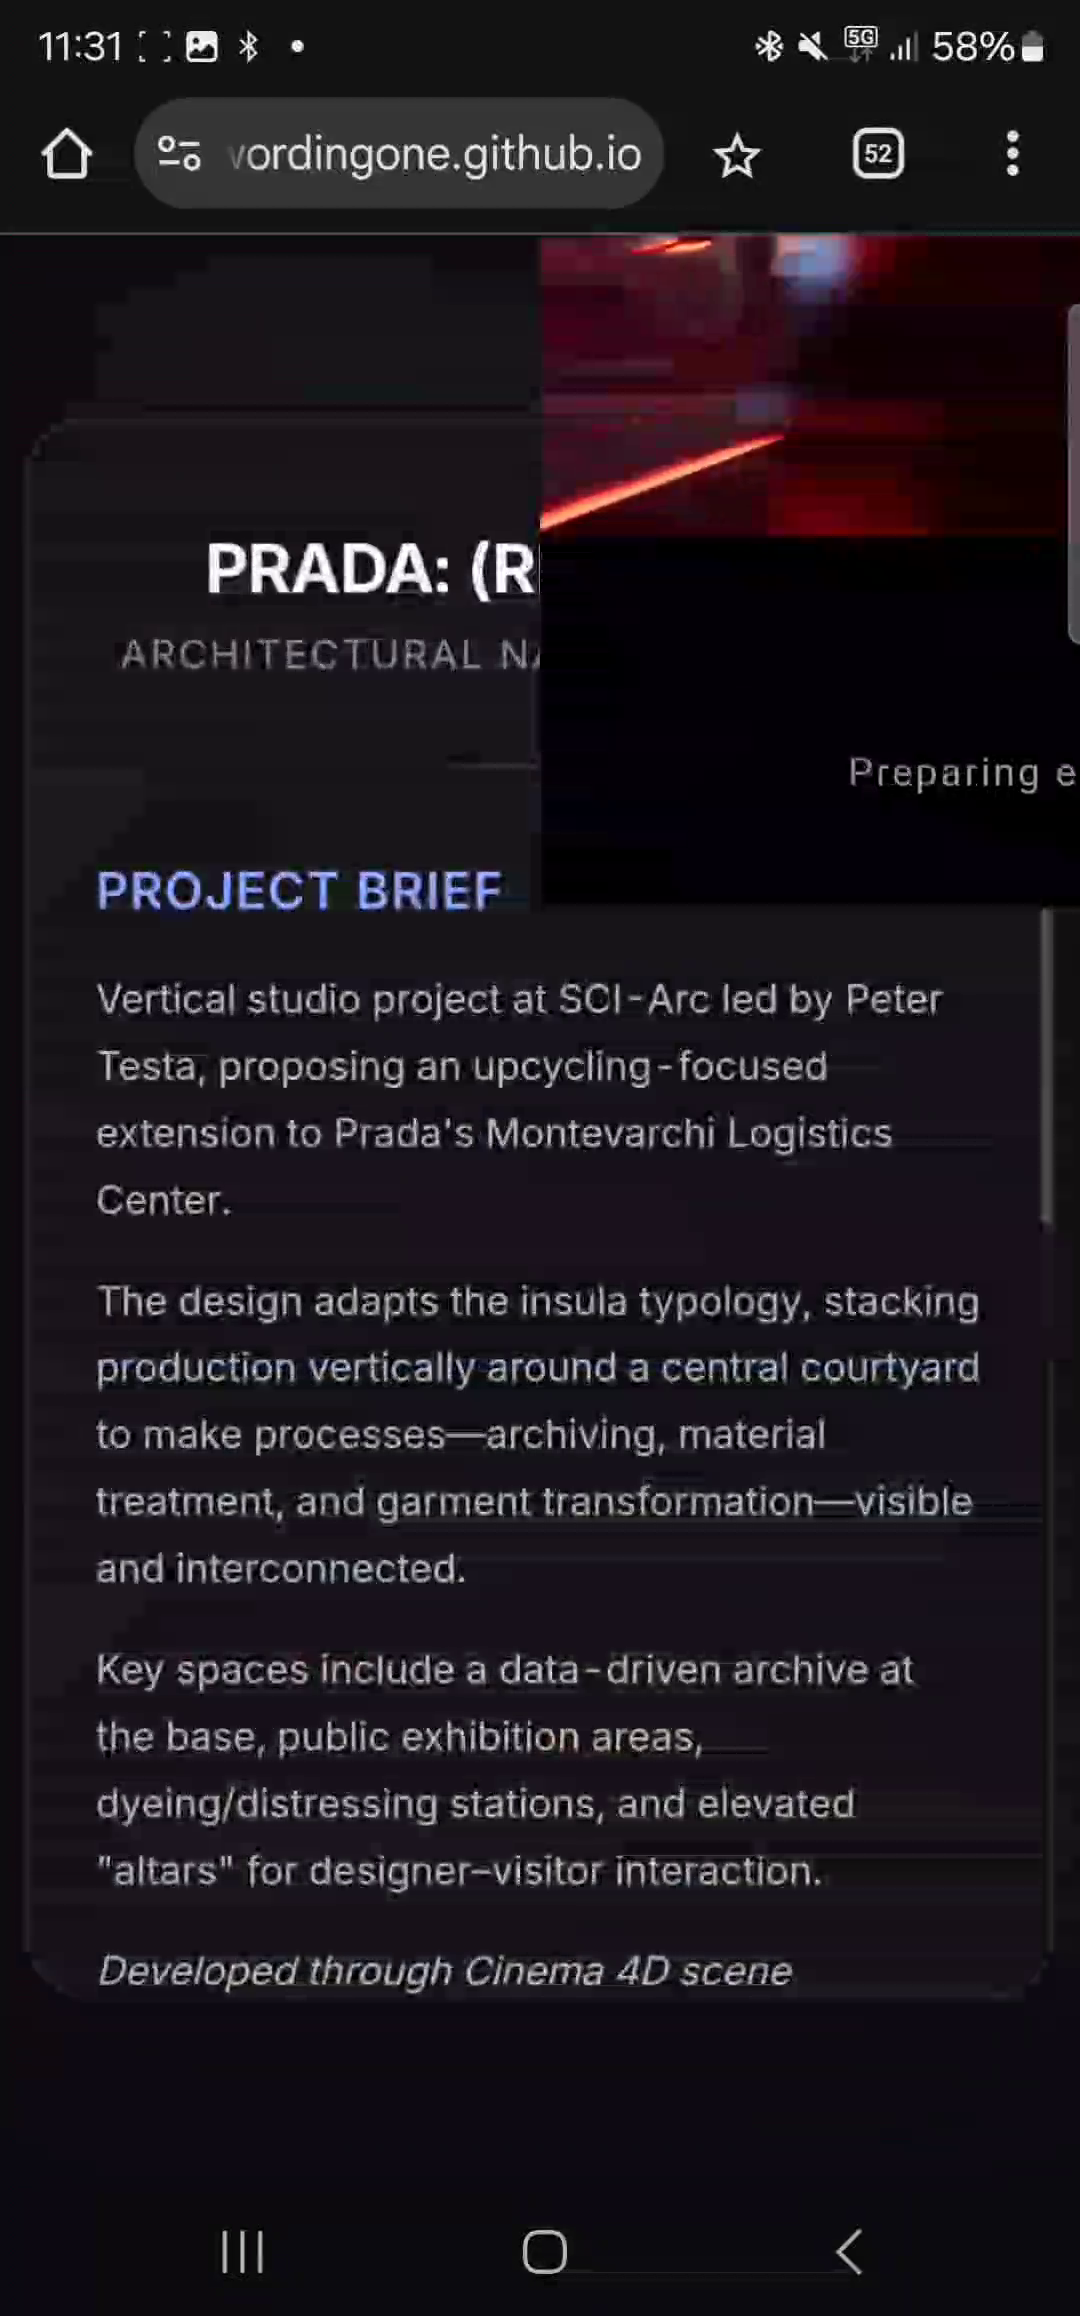 11:31
5G
58%
vordingone.github.io
52
PRADA: (R
ARCHITECTURAL NA
Preparing e
PROJECT BRIEF
Vertical studio project at SCI-Arc led by Peter
Testa, proposing an upcycling-focused
extension to Prada's Montevarchi Logistics
Center.
The design adapts the insula typology, stacking
production vertically around a central courtyard
to make processes—archiving, material
treatment, and garment transformation—visible
and interconnected.
Key spaces include a data-driven archive at
the base, public exhibition areas,
dyeing/distressing stations, and elevated
"altars" for designer–visitor interaction.
Developed through Cinema 4D scene